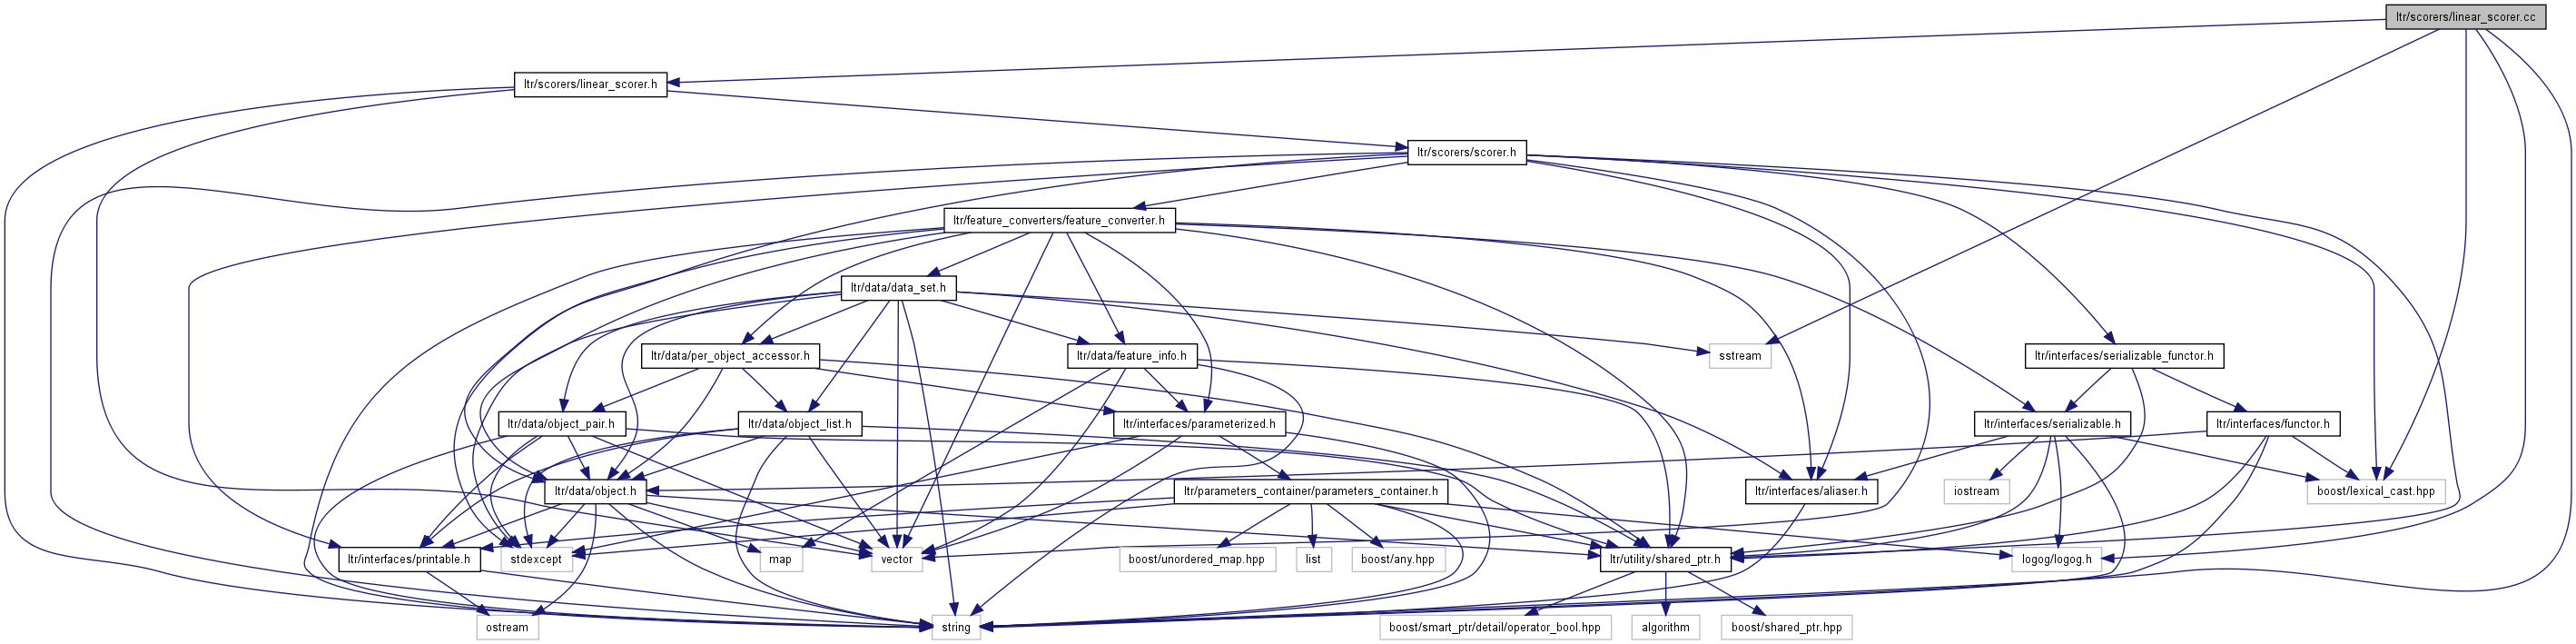 ltr/scorers/linear_scorer.cc
ltr/scorers/linear_scorer.h
ltr/scorers/scorer.h
ltr/feature_converters/feature_converter.h
ltr/data/data_set.h
ltr/data/per_object_accessor.h
ltr/data/feature_info.h
sstream
ltr/interfaces/serializable_functor.h
ltr/data/object_pair.h
ltr/data/object_list.h
ltr/interfaces/parameterized.h
ltr/interfaces/serializable.h
ltr/interfaces/functor.h
ltr/data/object.h
ltr/parameters_container/parameters_container.h
ltr/interfaces/aliaser.h
iostream
boost/lexical_cast.hpp
ltr/interfaces/printable.h
stdexcept
map
vector
boost/unordered_map.hpp
list
boost/any.hpp
ltr/utility/shared_ptr.h
logog/logog.h
ostream
string
boost/smart_ptr/detail/operator_bool.hpp
algorithm
boost/shared_ptr.hpp